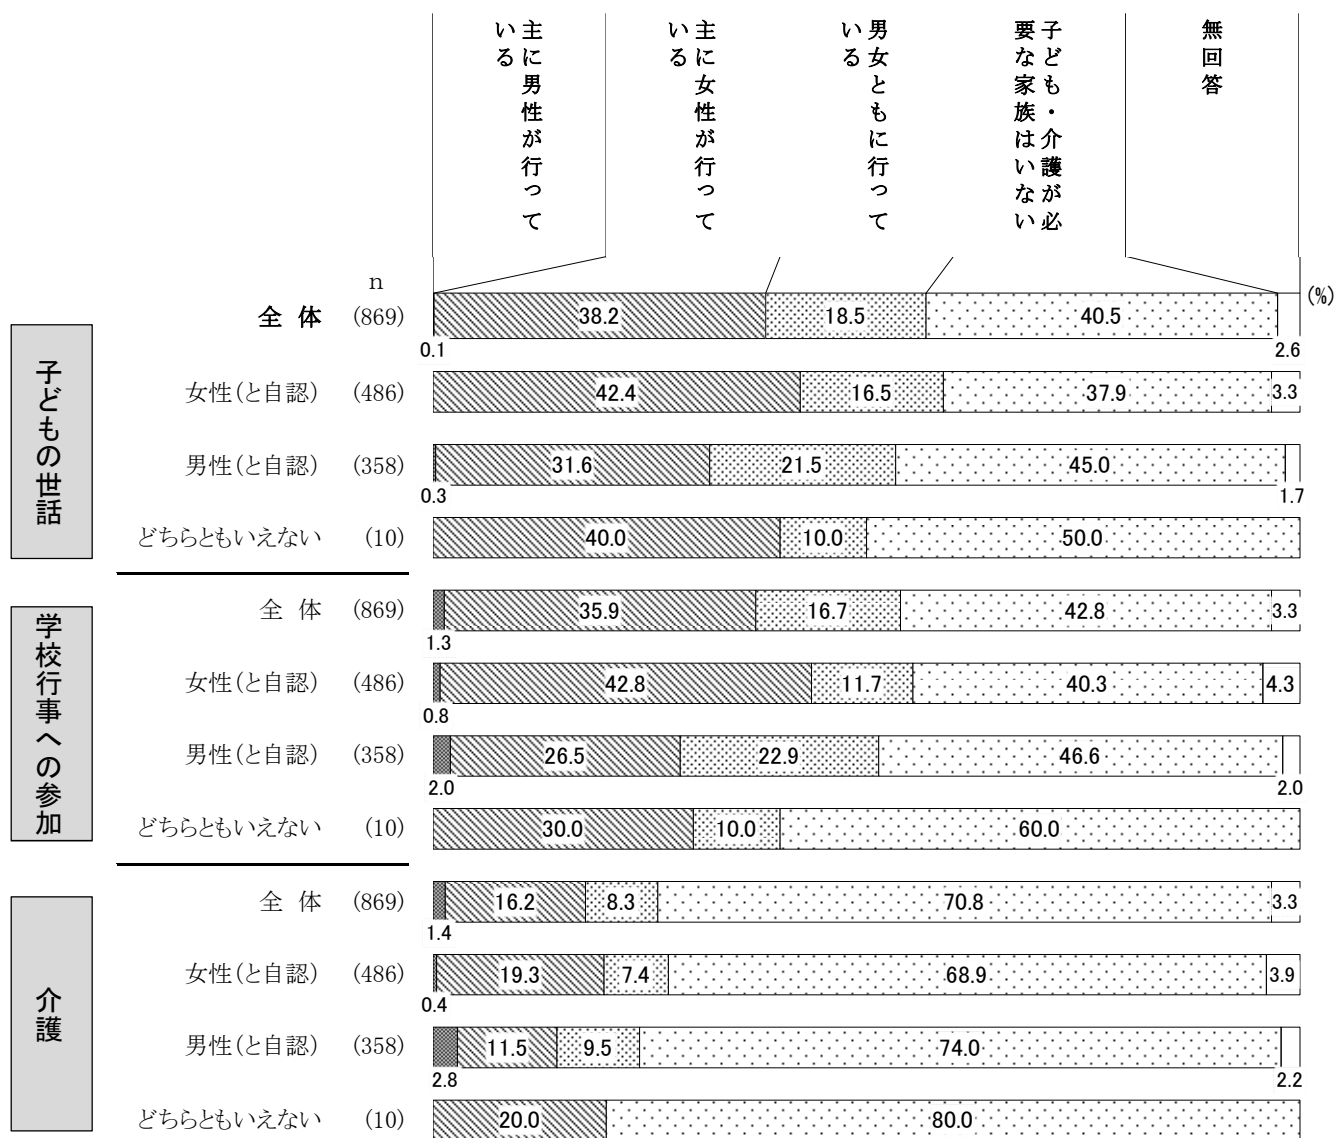 主に男性が行って
いる
主に女性が行って
いる
男女ともに行って
いる
子ども・介護が必
要な家族はいない
無回答
n
(%)
子どもの世話
全 体 (869)
38.2 18.5 40.5
0.1 2.6
女性(と自認) (486) 42.4 16.5 37.9 3.3
男性(と自認) (358) 31.6 21.5 45.0
0.3 1.7
どちらともいえない (10) 40.0 10.0 50.0
学校行事への参加
全 体 (869) 35.9 16.7 42.8 3.3
1.3
女性(と自認) (486) 42.8 11.7 40.3 4.3
0.8
男性(と自認) (358) 26.5 22.9 46.6
2.0 2.0
どちらともいえない (10) 30.0 10.0 60.0
介護
全 体 (869) 16.2 8.3 70.8 3.3
1.4
女性(と自認) (486) 19.3 7.4 68.9 3.9
0.4
男性(と自認) (358) 11.5 9.5 74.0
2.8 2.2
どちらともいえない (10) 20.0 80.0